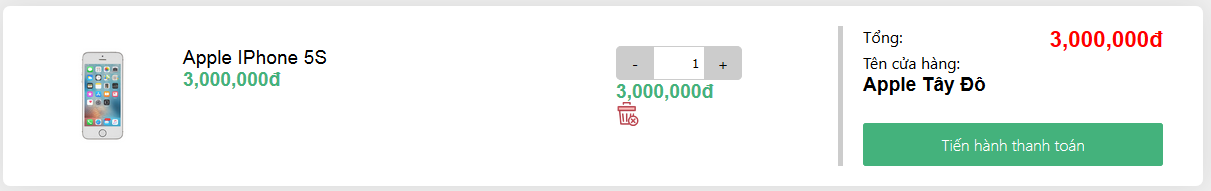 Apple IPhone 5S
3,000,000đ
- 1 +
3,000,000đ
Tổng: 3,000,000đ
Tên cửa hàng:
Apple Tây Đô
Tiến hành thanh toán